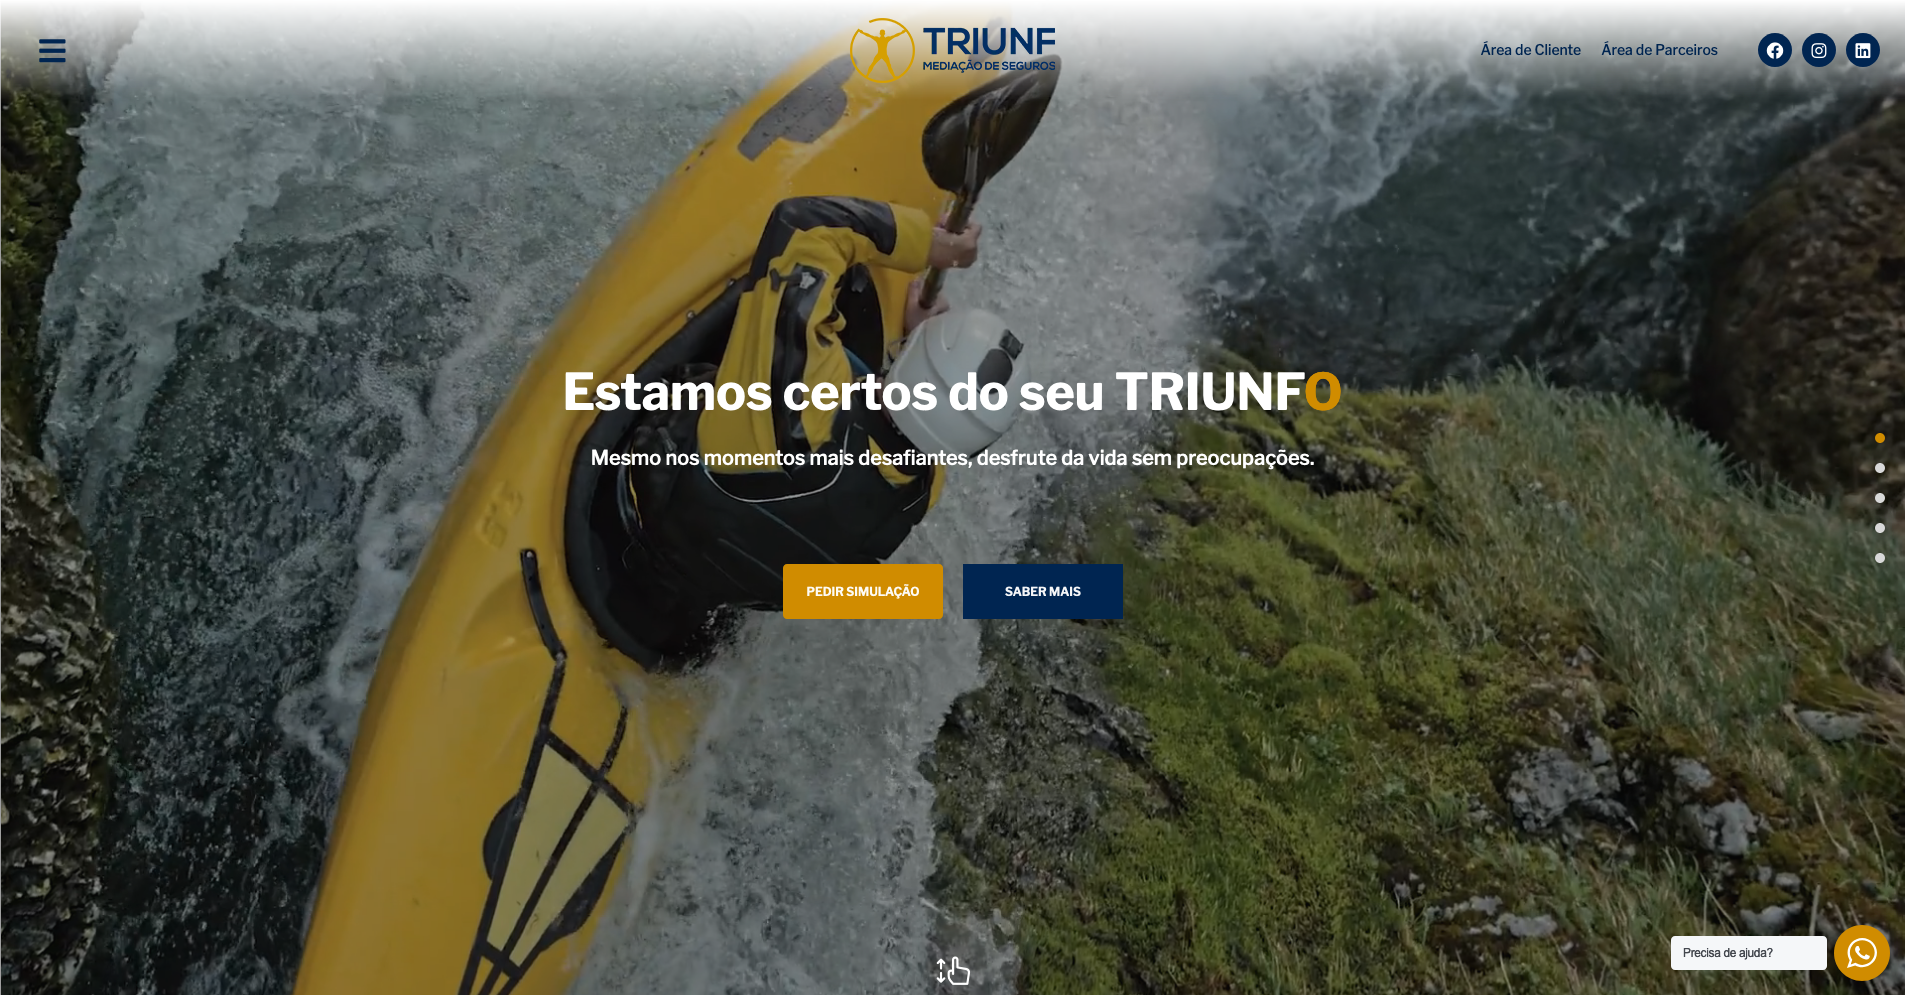 TRIUNF
MEDIAÇÃO DE SEGUROS
Área de Cliente
Área de Parceiros
Estamos certos do seu TRIUNFO
Mesmo nos momentos mais desafiantes, desfrute da vida sem preocupações.
PEDIR SIMULAÇÃO
SABER MAIS
Precisa de ajuda?